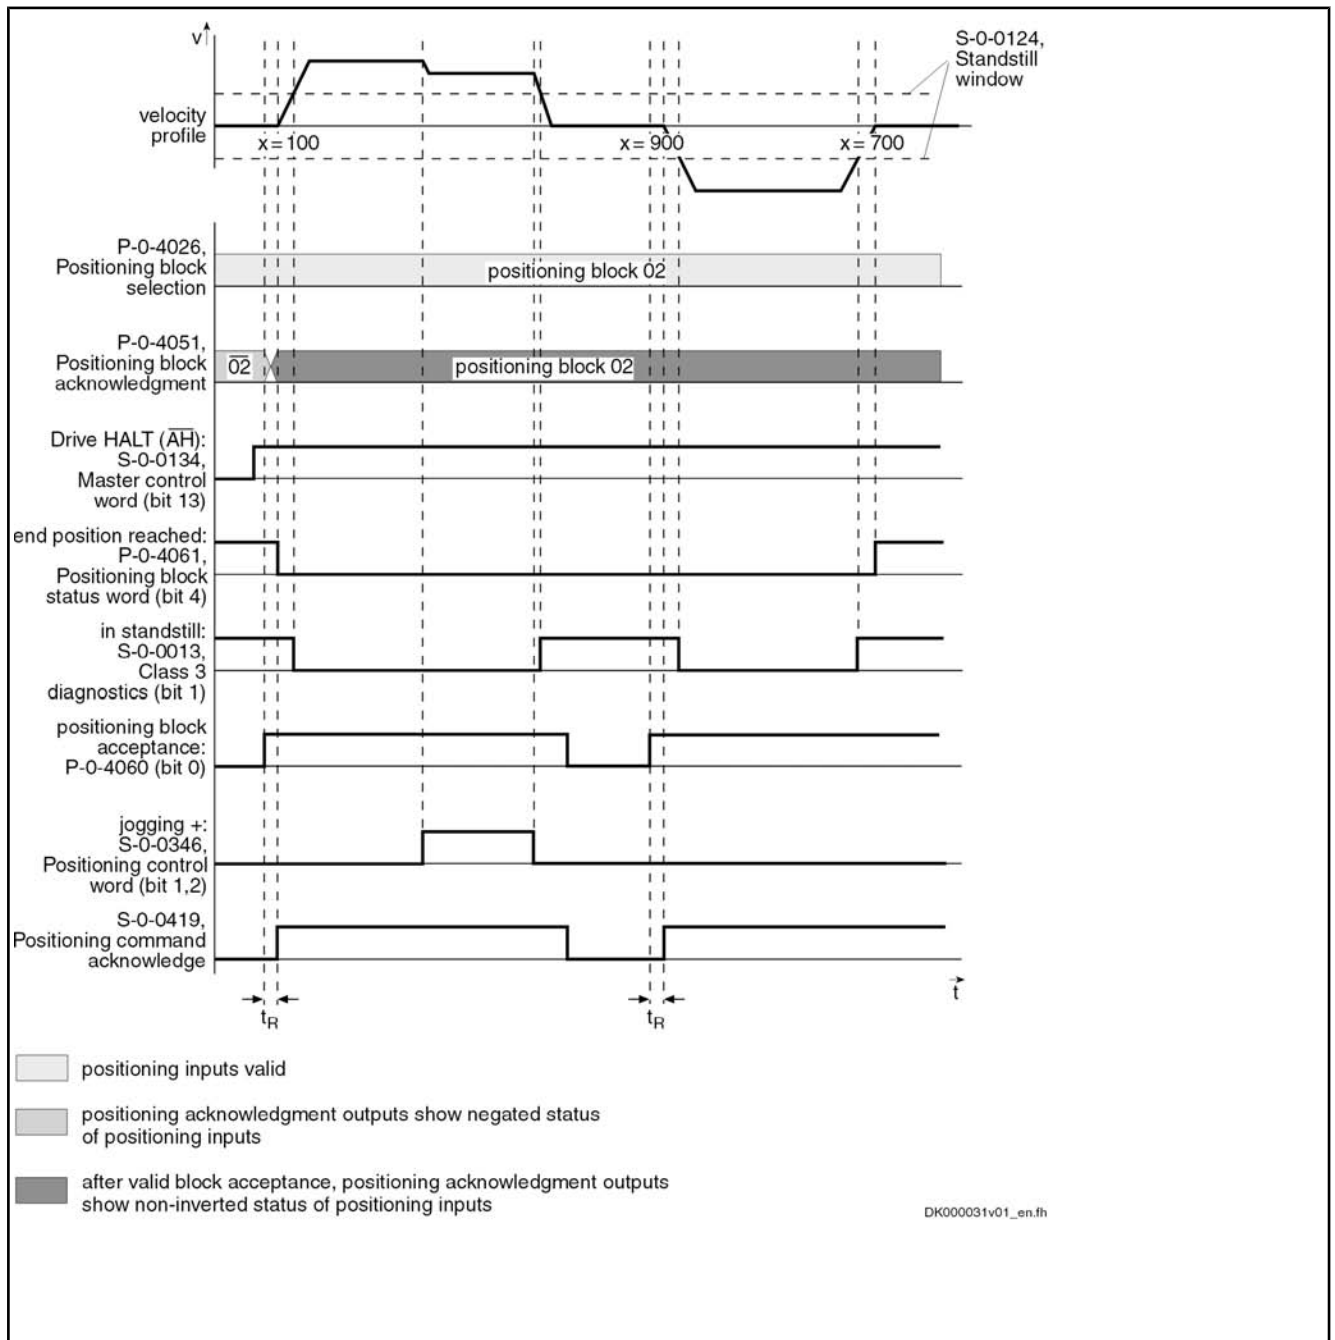 v
S-0-0124,
Standstill
window
velocity
profile
x = 100
x = 900
x = 700
P-0-4026,
Positioning block
selection
positioning block 02
P-0-4051,
Positioning block
acknowledgment
0̅2̅
positioning block 02
Drive HALT (A̅H̅):
S-0-0134,
Master control
word (bit 13)
end position reached:
P-0-4061,
Positioning block
status word (bit 4)
in standstill:
S-0-0013,
Class 3
diagnostics (bit 1)
positioning block
acceptance:
P-0-4060 (bit 0)
jogging +:
S-0-0346,
Positioning control
word (bit 1,2)
S-0-0419,
Positioning command
acknowledge
t
tR
tR
positioning inputs valid
positioning acknowledgment outputs show negated status
of positioning inputs
after valid block acceptance, positioning acknowledgment outputs
show non-inverted status of positioning inputs
DK000031v01_en.fh